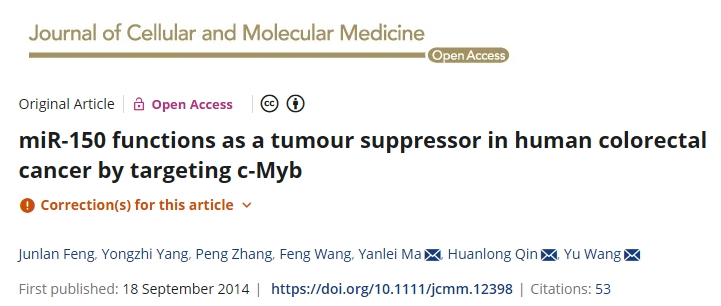 Journal of Cellular and Molecular Medicine
Open Access
Original Article Open Access cc
miR-150 functions as a tumour suppressor in human colorectal
cancer by targeting c-Myb
! Correction(s) for this article
Junlan Feng, Yongzhi Yang, Peng Zhang, Feng Wang, Yanlei Ma, Huanlong Qin, Yu Wang
First published: 18 September 2014 | https://doi.org/10.1111/jcmm.12398 | Citations: 53